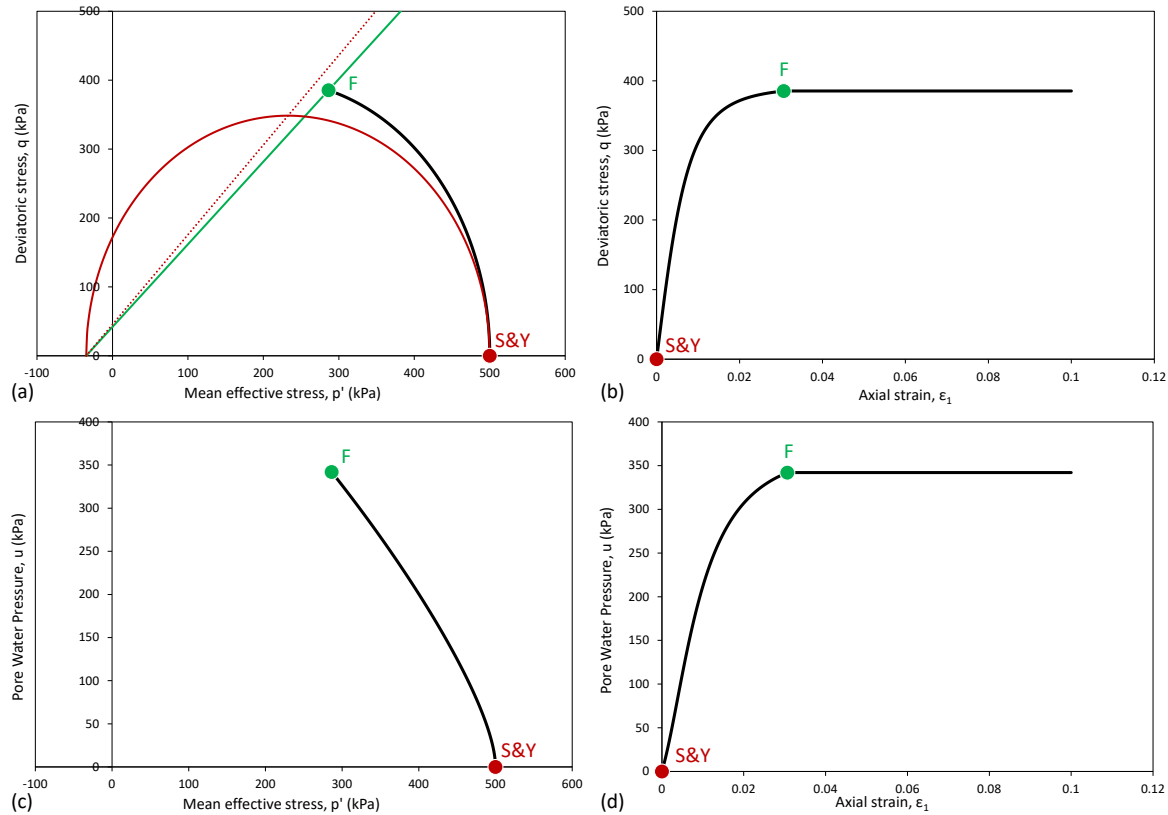 500
400
300
200
100
0
-100 0 100 200 300 400 500 600
Deviatoric stress, q (kPa)
Mean effective stress, p' (kPa)
F
S&Y
(a)
500
400
300
200
100
0
0 0.02 0.04 0.06 0.08 0.1 0.12
Deviatoric stress, q (kPa)
Axial strain, ε1
F
S&Y
(b)
400
350
300
250
200
150
100
50
0
-100 0 100 200 300 400 500 600
Pore Water Pressure, u (kPa)
Mean effective stress, p' (kPa)
F
S&Y
(c)
400
350
300
250
200
150
100
50
0
0 0.02 0.04 0.06 0.08 0.1 0.12
Pore Water Pressure, u (kPa)
Axial strain, ε1
F
S&Y
(d)